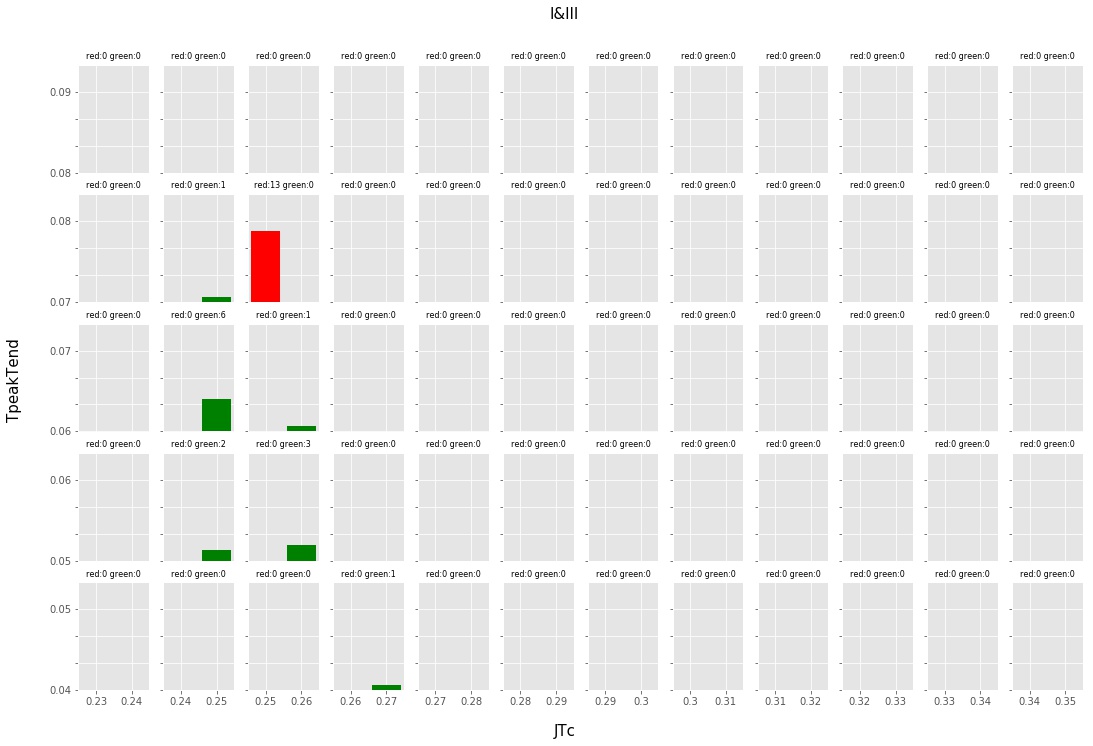 I&III
red:0 green:0 red:0 green:0 red:0 green:0 red:0 green:0 red:0 green:0 red:0 green:0 red:0 green:0 red:0 green:0 red:0 green:0 red:0 green:0 red:0 green:0 red:0 green:0
0.09
0.08
red:0 green:0 red:0 green:1 red:13 green:0 red:0 green:0 red:0 green:0 red:0 green:0 red:0 green:0 red:0 green:0 red:0 green:0 red:0 green:0 red:0 green:0 red:0 green:0
0.08
0.07
red:0 green:0 red:0 green:6 red:0 green:1 red:0 green:0 red:0 green:0 red:0 green:0 red:0 green:0 red:0 green:0 red:0 green:0 red:0 green:0 red:0 green:0 red:0 green:0
0.07
TpeakTend
0.06
red:0 green:0 red:0 green:2 red:0 green:3 red:0 green:0 red:0 green:0 red:0 green:0 red:0 green:0 red:0 green:0 red:0 green:0 red:0 green:0 red:0 green:0 red:0 green:0
0.06
0.05
red:0 green:0 red:0 green:0 red:0 green:0 red:0 green:1 red:0 green:0 red:0 green:0 red:0 green:0 red:0 green:0 red:0 green:0 red:0 green:0 red:0 green:0 red:0 green:0
0.05
0.04
0.23 0.24 0.24 0.25 0.25 0.26 0.26 0.27 0.27 0.28 0.28 0.29 0.29 0.3 0.3 0.31 0.31 0.32 0.32 0.33 0.33 0.34 0.34 0.35
JTc